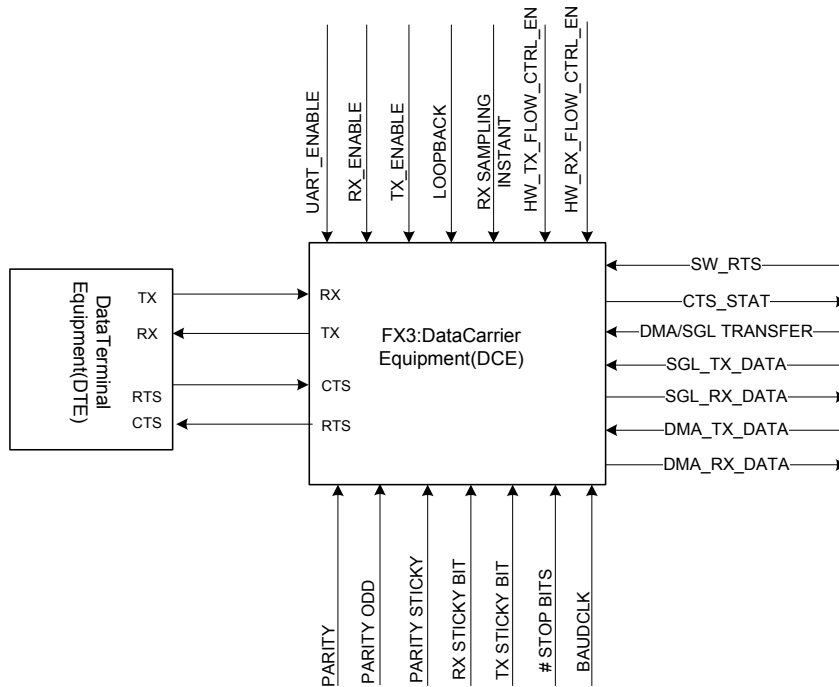 UART_ENABLE
RX_ENABLE
TX_ENABLE
LOOPBACK
RX SAMPLING
INSTANT
HW_TX_FLOW_CTRL_EN
HW_RX_FLOW_CTRL_EN
DataTerminal
Equipment(DTE)
TX
RX
RTS
CTS
RX
TX
CTS
RTS
FX3:DataCarrier
Equipment(DCE)
SW_RTS
CTS_STAT
DMA/SGL TRANSFER
SGL_TX_DATA
SGL_RX_DATA
DMA_TX_DATA
DMA_RX_DATA
PARITY
PARITY ODD
PARITY STICKY
RX STICKY BIT
TX STICKY BIT
# STOP BITS
BAUDCLK